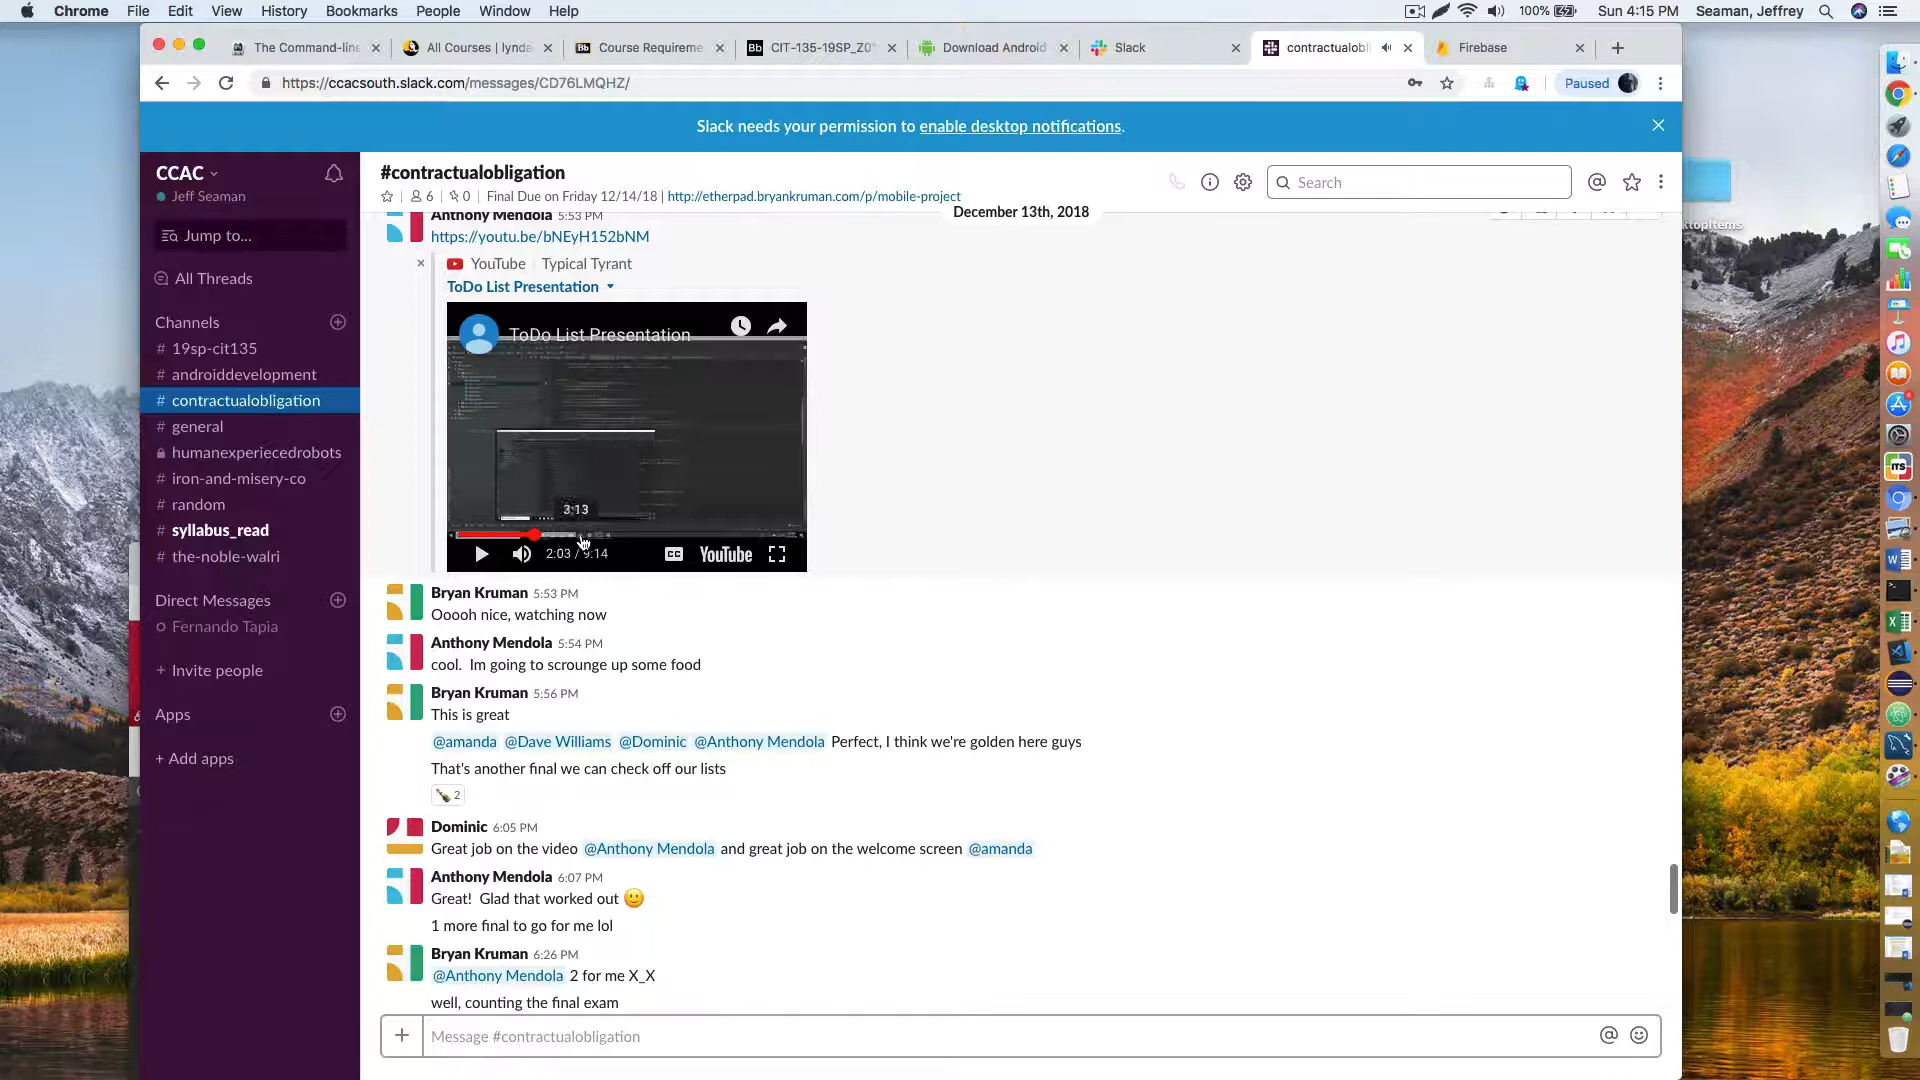 Chrome File Edit View History Bookmarks People Window Help
100% Sun 4:15 PM Seaman, Jeffrey
The Command-line
All Courses | lynda
Course Requireme
CIT-135-19SP_Z0
Download Android
Slack
contractualobli
Firebase
https://ccacsouth.slack.com/messages/CD76LMQHZ/
Paused
Slack needs your permission to enable desktop notifications.
CCAC
Jeff Seaman
Jump to...
All Threads
Channels
# 19sp-cit135
# androiddevelopment
# contractualobligation
# general
humanexperiecedrobots
# iron-and-misery-co
# random
# syllabus_read
# the-noble-walri
Direct Messages
Fernando Tapia
+ Invite people
Apps
+ Add apps
#contractualobligation
6 | 0 | Final Due on Friday 12/14/18 | http://etherpad.bryankruman.com/p/mobile-project
Search
December 13th, 2018
Anthony Mendola 5:53 PM
https://youtu.be/bNEyH152bNM
YouTube Typical Tyrant
ToDo List Presentation
ToDo List Presentation
3:13
2:03 / 9:14
CC
YouTube
Bryan Kruman 5:53 PM
Ooooh nice, watching now
Anthony Mendola 5:54 PM
cool. Im going to scrounge up some food
Bryan Kruman 5:56 PM
This is great
@amanda @Dave Williams @Dominic @Anthony Mendola Perfect, I think we're golden here guys
That's another final we can check off our lists
2
Dominic 6:05 PM
Great job on the video @Anthony Mendola and great job on the welcome screen @amanda
Anthony Mendola 6:07 PM
Great! Glad that worked out
1 more final to go for me lol
Bryan Kruman 6:26 PM
@Anthony Mendola 2 for me X_X
well, counting the final exam
Message #contractualobligation
ktopItems